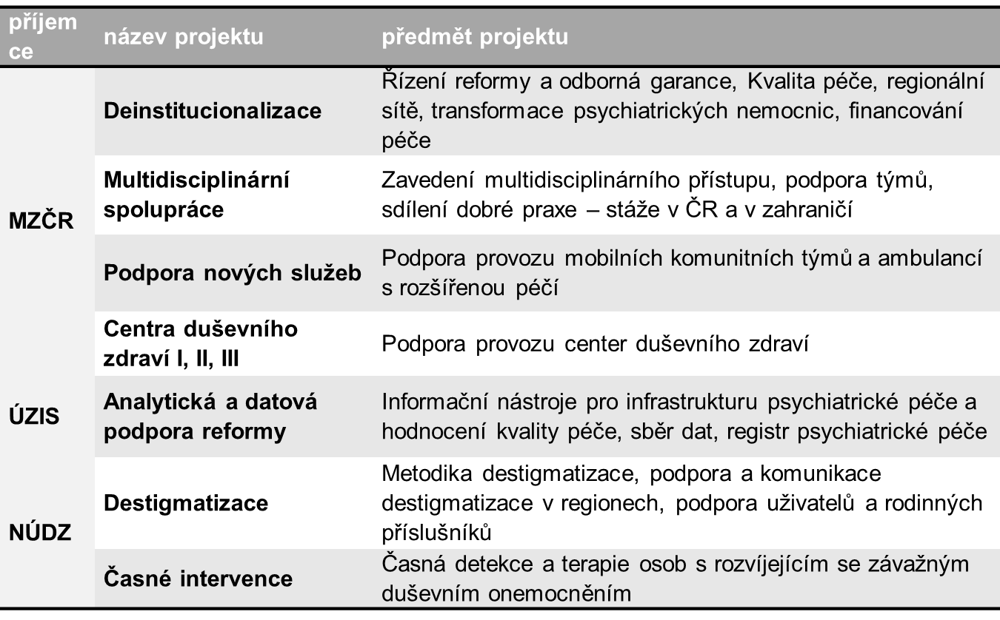 příjem
ce
název projektu
předmět projektu
MZČR
Deinstitucionalizace
Řízení reformy a odborná garance, Kvalita péče, regionální
sítě, transformace psychiatrických nemocnic, financování
péče
Multidisciplinární
spolupráce
Zavedení multidisciplinárního přístupu, podpora týmů,
sdílení dobré praxe – stáže v ČR a v zahraničí
Podpora nových služeb
Podpora provozu mobilních komunitních týmů a ambulancí
s rozšířenou péčí
Centra duševního
zdraví I, II, III
Podpora provozu center duševního zdraví
ÚZIS
Analytická a datová
podpora reformy
Informační nástroje pro infrastrukturu psychiatrické péče a
hodnocení kvality péče, sběr dat, registr psychiatrické péče
NÚDZ
Destigmatizace
Metodika destigmatizace, podpora a komunikace
destigmatizace v regionech, podpora uživatelů a rodinných
příslušníků
Časné intervence
Časná detekce a terapie osob s rozvíjejícím se závažným
duševním onemocněním